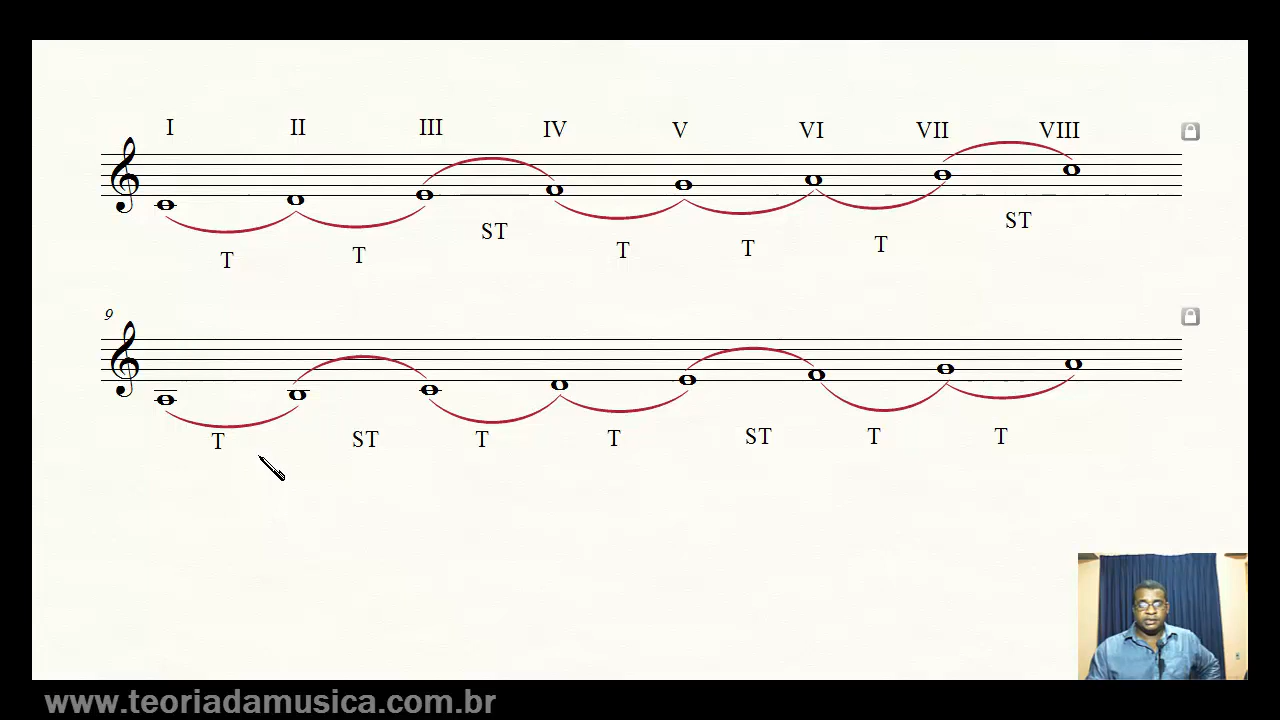 I II III IV V VI VII VIII
T T ST T T T ST
9
T ST T T ST T T
www.teoriadamusica.com.br